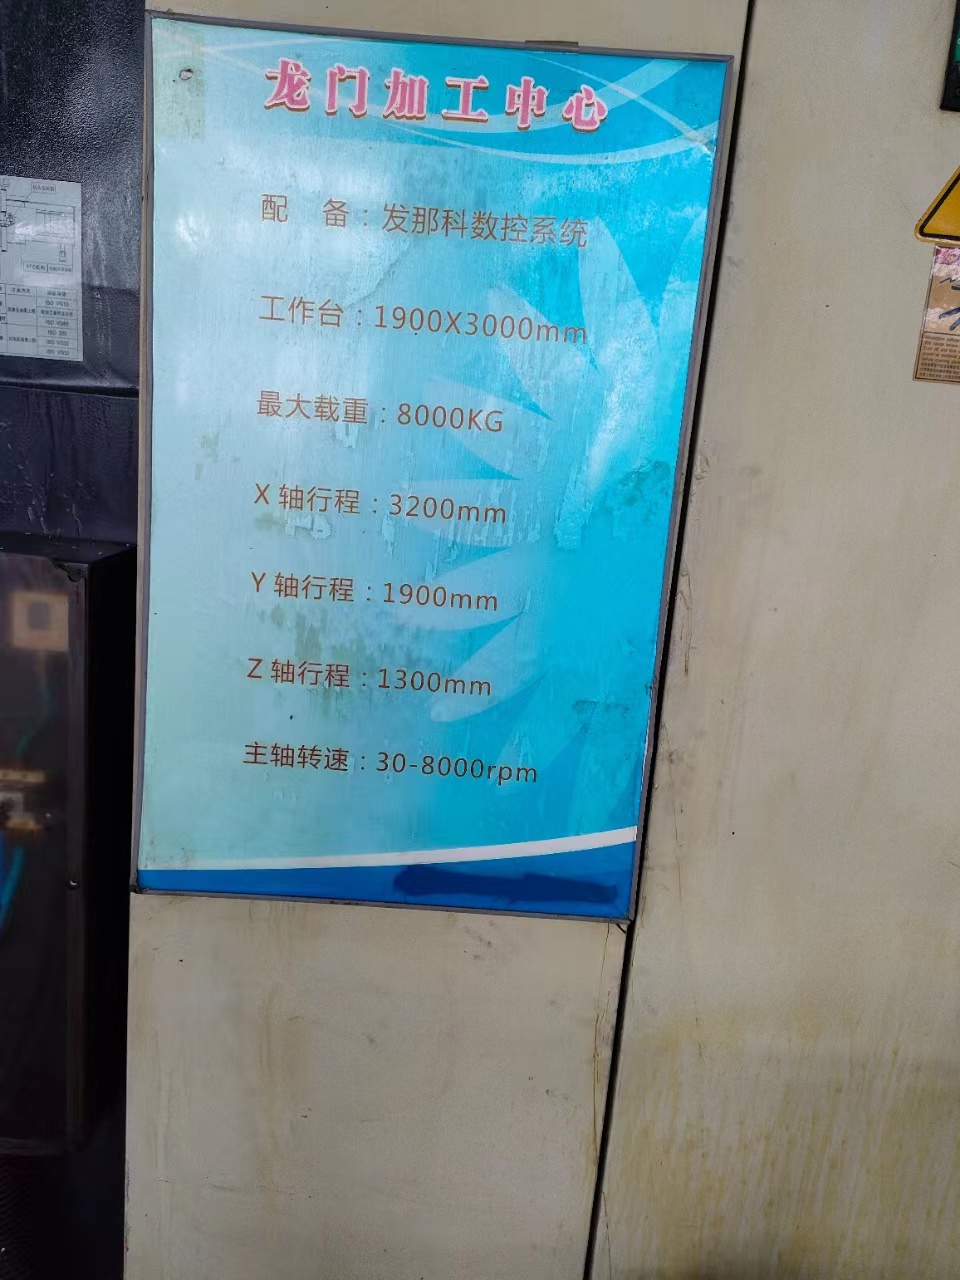 龙门加工中心
配 备：发那科数控系统
工作台：1900X3000mm
最大载重：8000KG
X 轴行程：3200mm
Y 轴行程：1900mm
Z 轴行程：1300mm
主轴转速：30-8000rpm